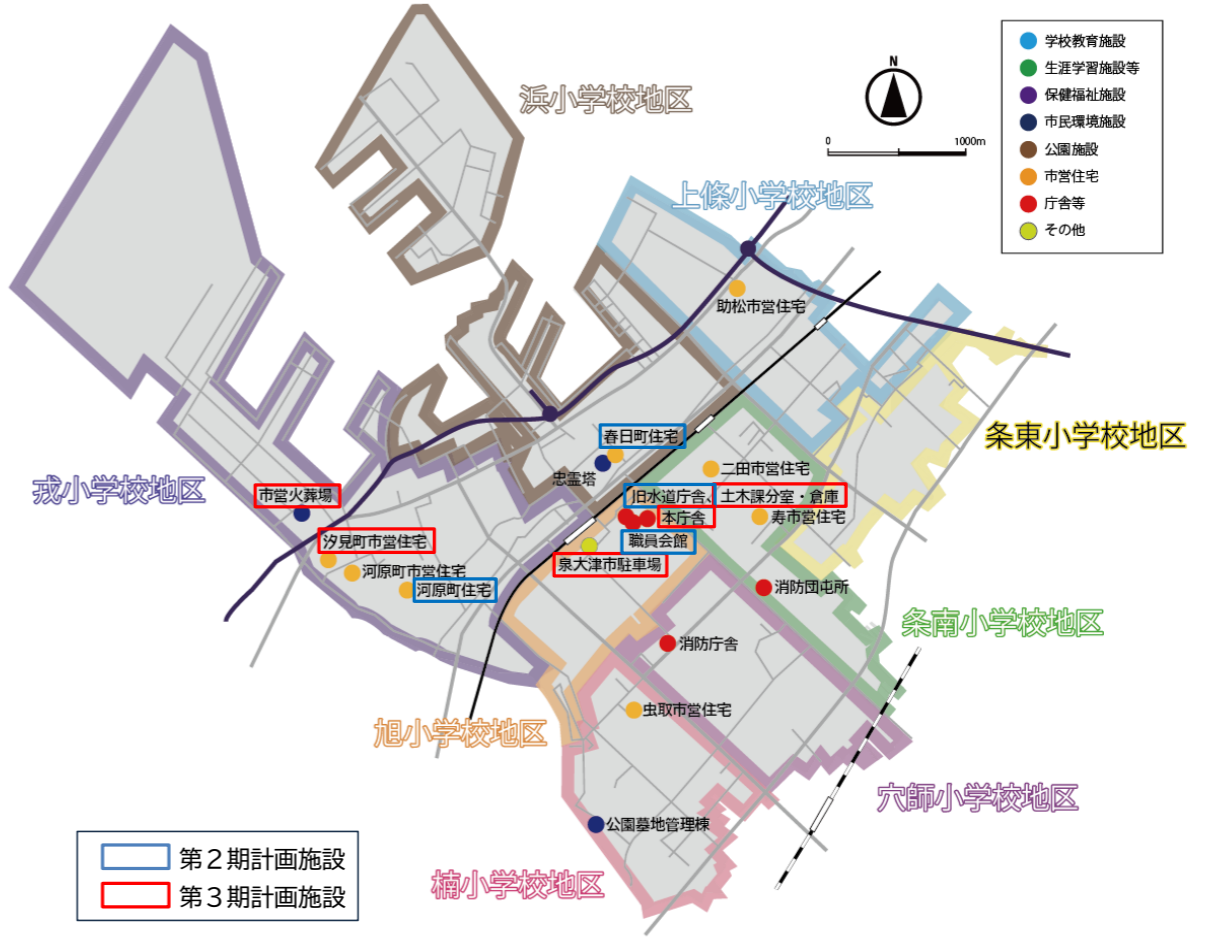 浜小学校地区
学校教育施設
生涯学習施設等
保健福祉施設
市民環境施設
公園施設
市営住宅
庁舎等
その他
N
0 1000m
上條小学校地区
助松市営住宅
条東小学校地区
春日町住宅
忠霊塔
二田市営住宅
戎小学校地区
市営火葬場
旧水道庁舎、土木課分室・倉庫
本庁舎
寿市営住宅
職員会館
汐見町市営住宅
泉大津市駐車場
河原町市営住宅
河原町住宅
消防団屯所
条南小学校地区
消防庁舎
虫取市営住宅
旭小学校地区
穴師小学校地区
公園墓地管理棟
楠小学校地区
第2期計画施設
第3期計画施設